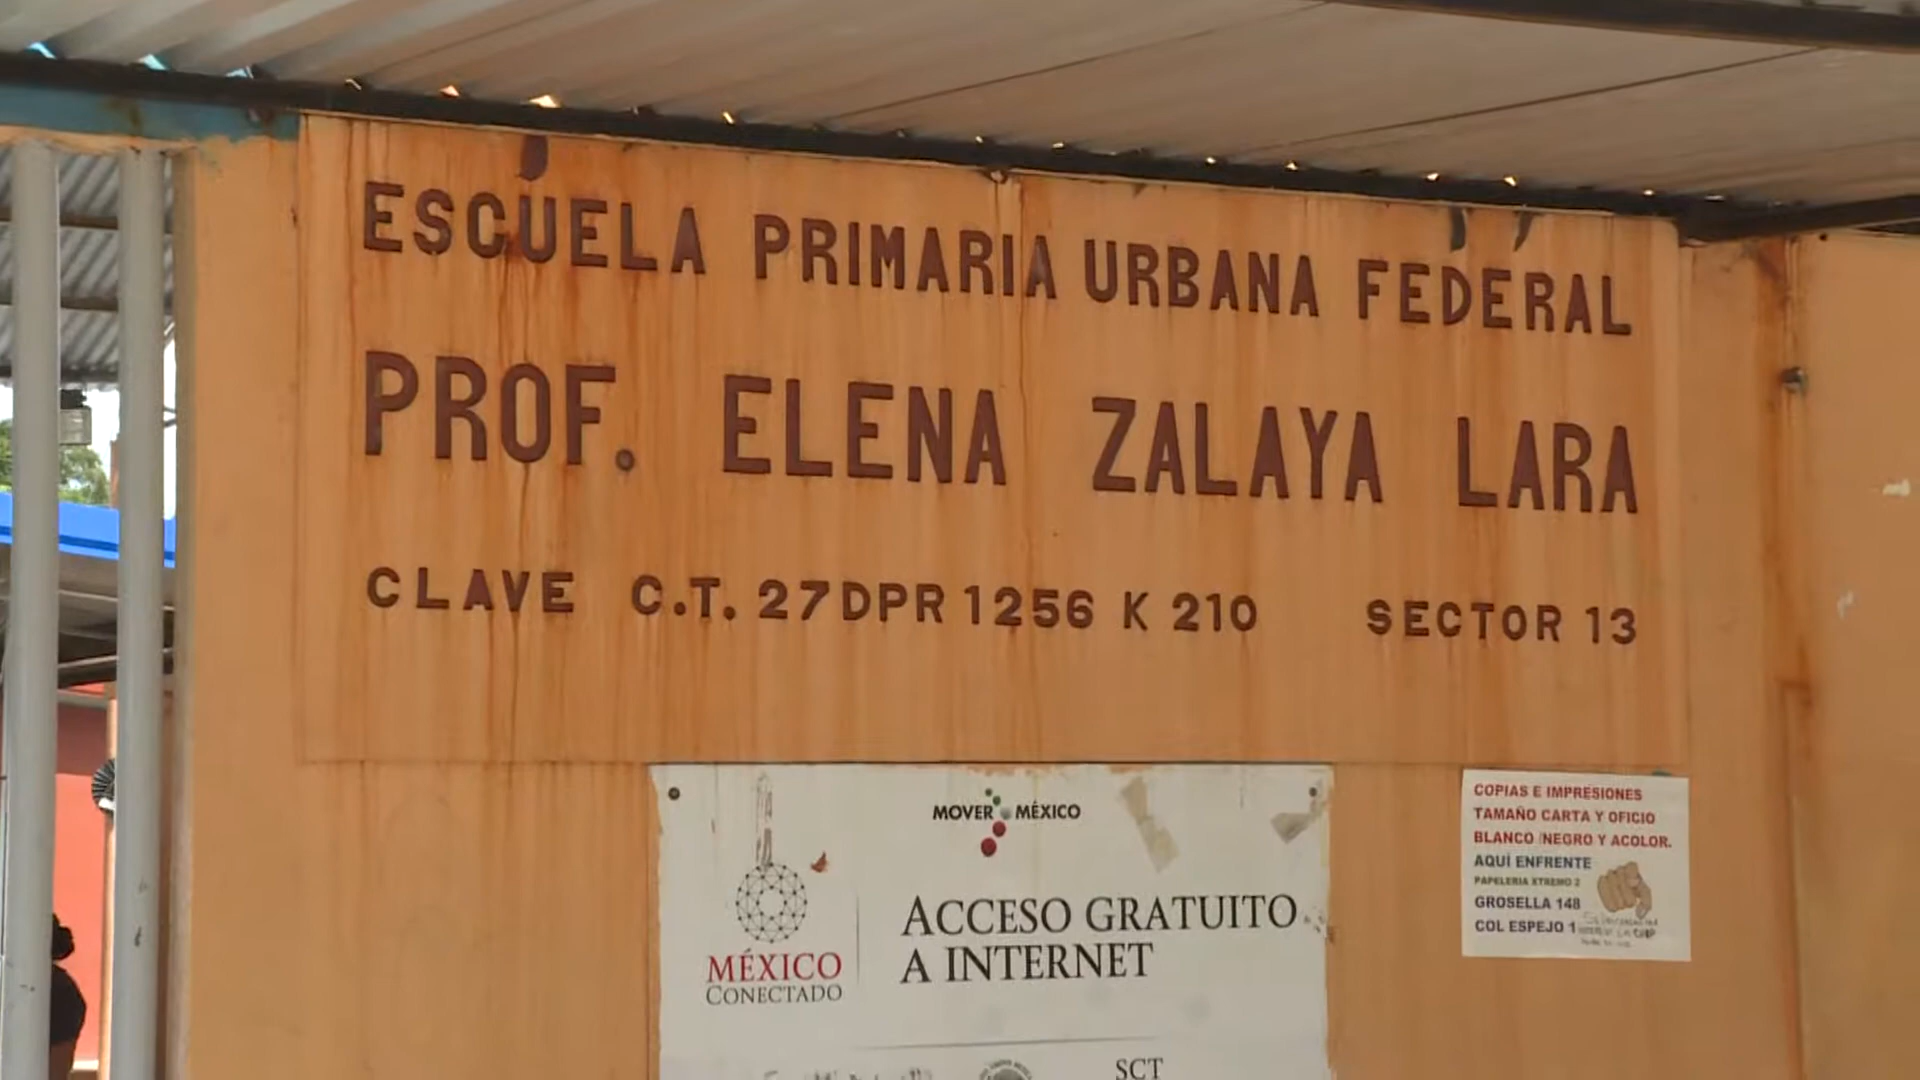 ESCUELA PRIMARIA URBANA FEDERAL
PROF. ELENA ZALAYA LARA
CLAVE C.T. 27DPR1256K 210 SECTOR 13
MOVER MÉXICO
MÉXICO
CONECTADO
ACCESO GRATUITO
A INTERNET
SCT
COPIAS E IMPRESIONES
TAMAÑO CARTA Y OFICIO
BLANCO /NEGRO Y ACOLOR.
AQUÍ ENFRENTE
PAPELERIA XTREMO 2
GROSELLA 148
COL ESPEJO 1